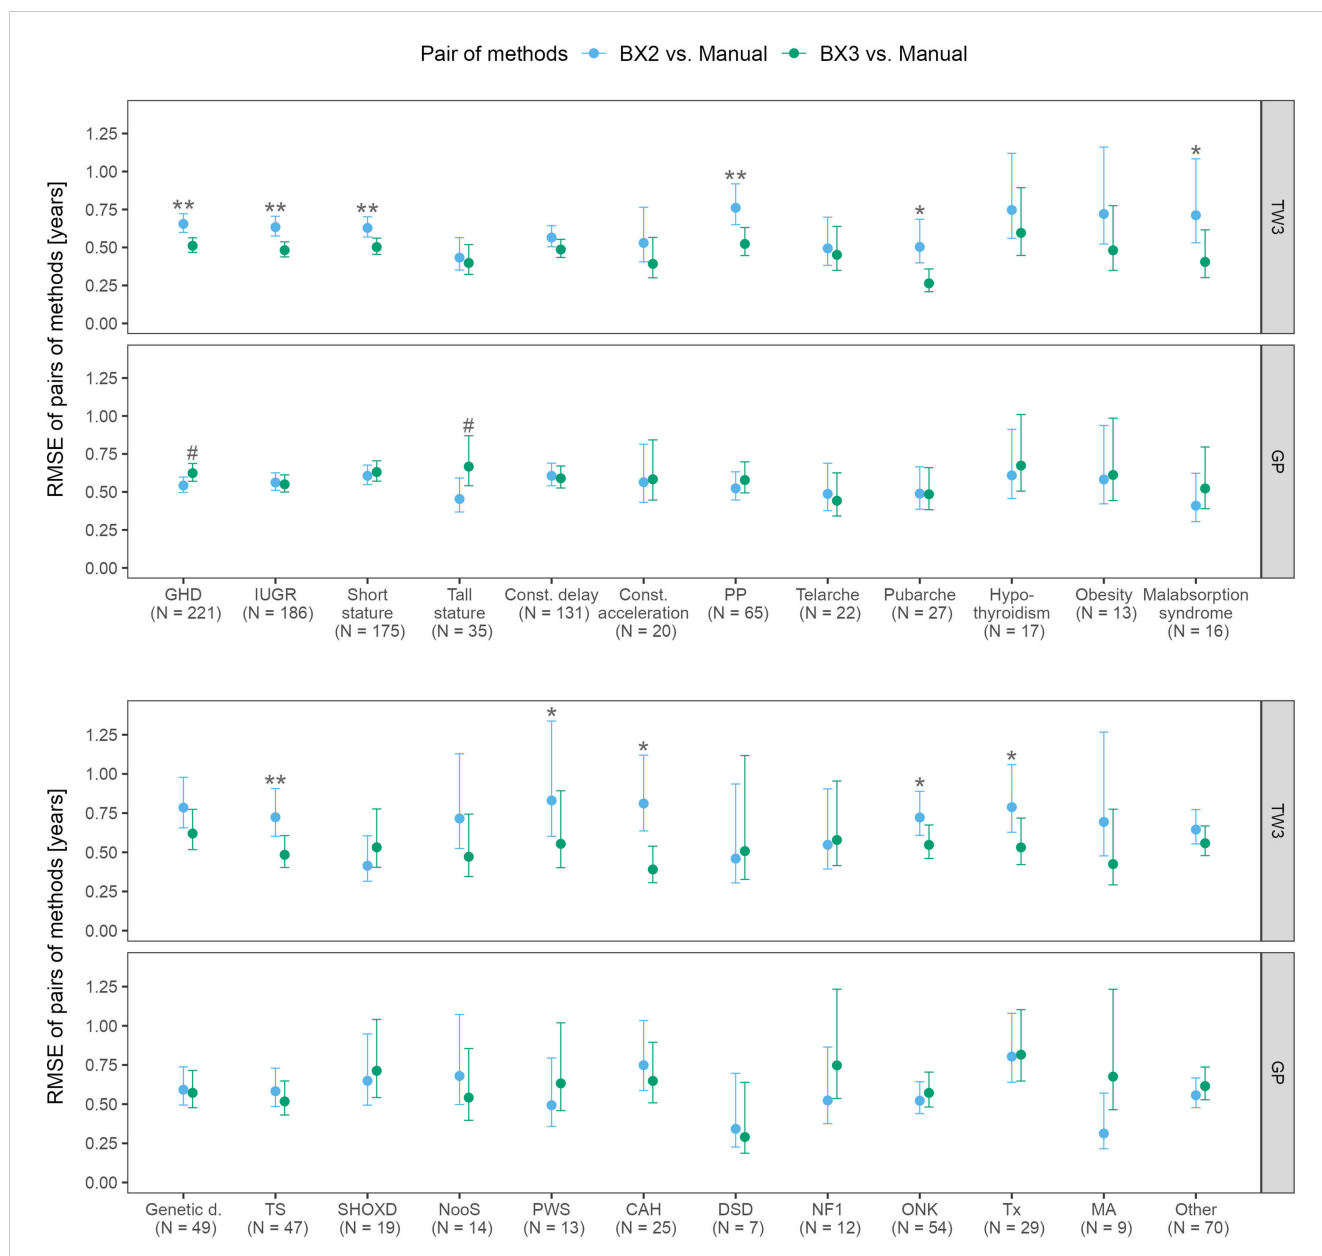 Pair of methods BX2 vs. Manual BX3 vs. Manual
RMSE of pairs of methods [years]
1.25
1.00
0.75
0.50
0.25
0.00
** ** ** ** * *
TW3
1.25
1.00
0.75
0.50
0.25
0.00
# #
GP
GHD IUGR Short Tall Const. delay Const. PP Telarche Pubarche Hypo- Obesity Malabsorption
(N = 221) (N = 186) stature stature (N = 131) acceleration (N = 65) (N = 22) (N = 27) thyroidism (N = 13) syndrome
(N = 175) (N = 35) (N = 20) (N = 17) (N = 16)
RMSE of pairs of methods [years]
1.25
1.00
0.75
0.50
0.25
0.00
** * * * *
TW3
1.25
1.00
0.75
0.50
0.25
0.00
GP
Genetic d. TS SHOXD NooS PWS CAH DSD NF1 ONK Tx MA Other
(N = 49) (N = 47) (N = 19) (N = 14) (N = 13) (N = 25) (N = 7) (N = 12) (N = 54) (N = 29) (N = 9) (N = 70)